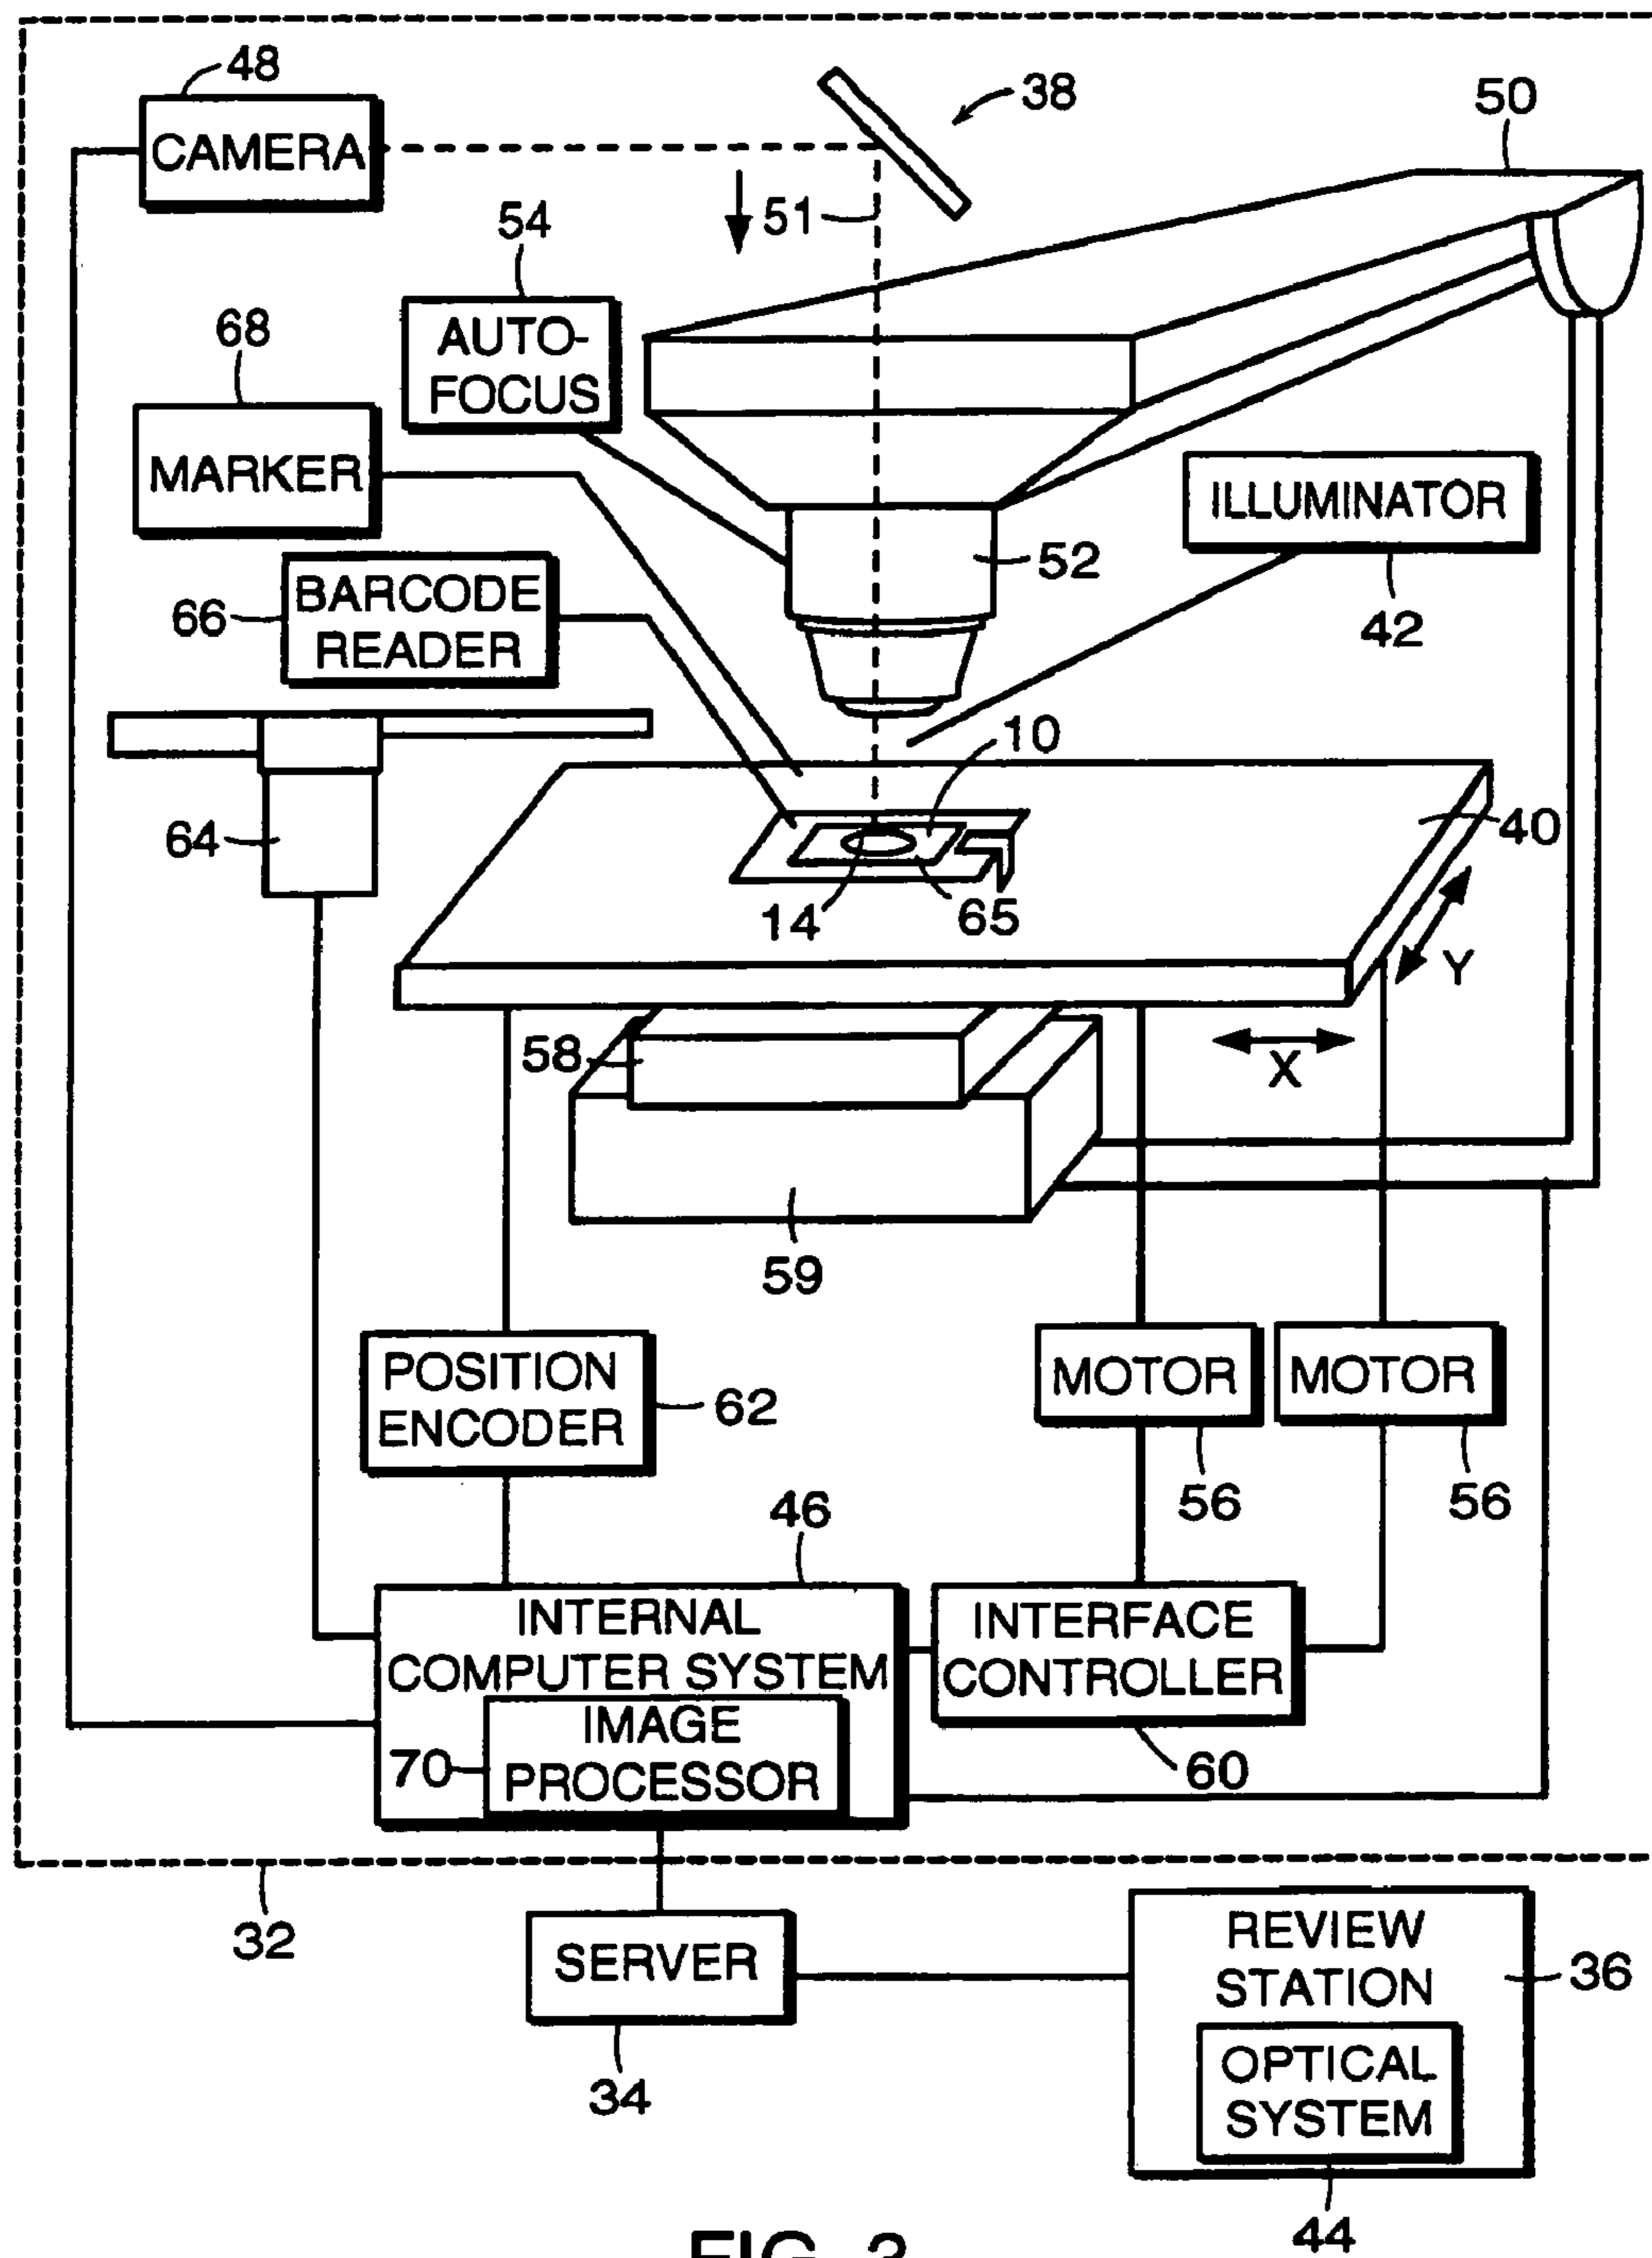 48
CAMERA
38
50
51
54
AUTO-
FOCUS
68
MARKER
ILLUMINATOR
52
42
BARCODE
READER
66
10
64
40
14
65
Y
58
X
59
POSITION
ENCODER
62
MOTOR
MOTOR
56
56
46
INTERNAL
COMPUTER SYSTEM
INTERFACE
CONTROLLER
IMAGE
PROCESSOR
70
60
32
SERVER
REVIEW
STATION
36
34
OPTICAL
SYSTEM
44